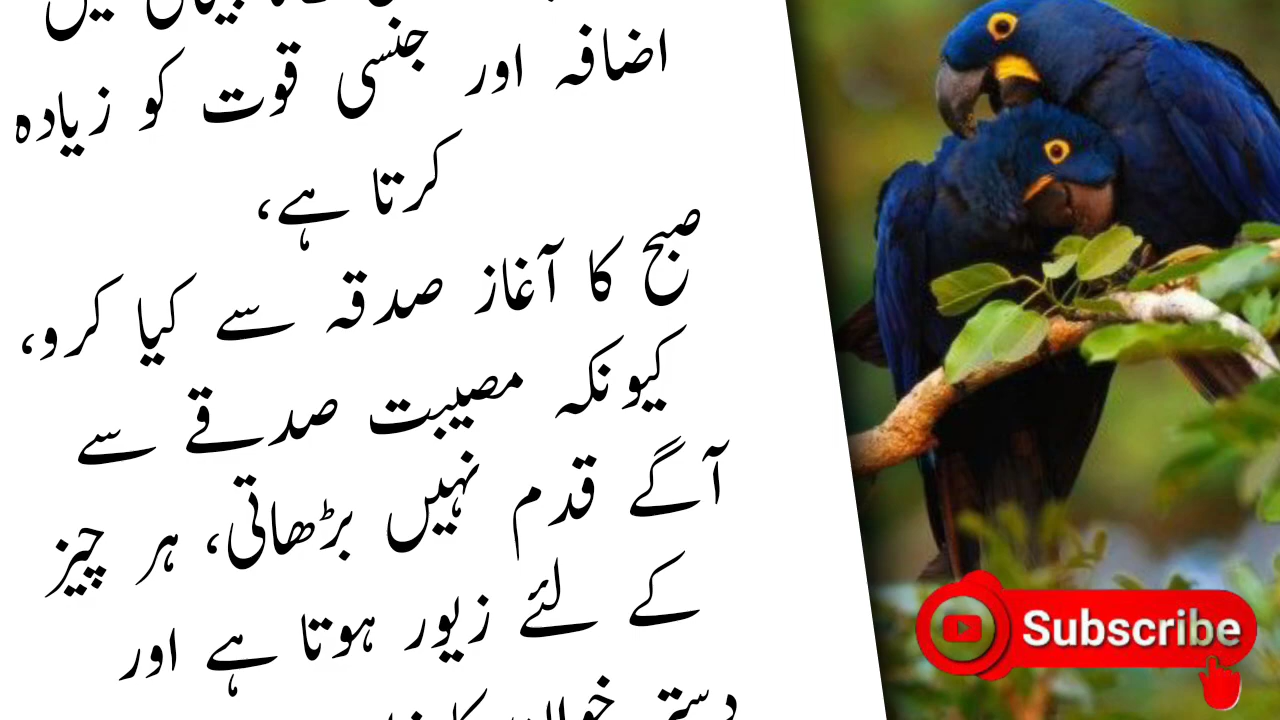 اضافہ اور جنسی قوت کو زیادہ
کرتا ہے،
صبح کا آغاز صدقہ سے کیا کرو،
کیونکہ مصیبت صدقے سے
آگے قدم نہیں بڑھاتی، ہر چیز
کے لئے زیور ہوتا ہے اور
Subscribe